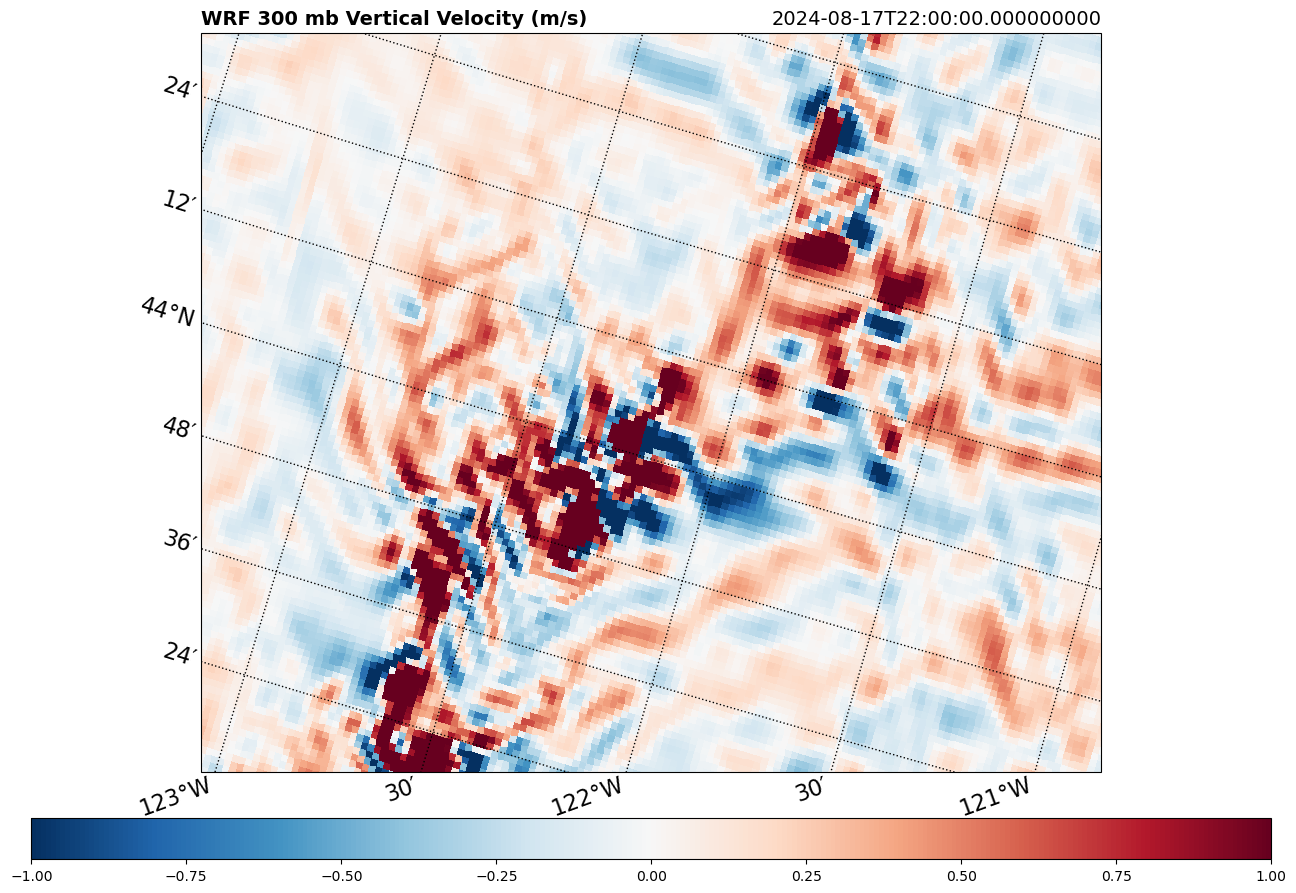 WRF 300 mb Vertical Velocity (m/s) 2024-08-17T22:00:00.000000000
24′
12′
44°N
48′
36′
24′
123°W 30′ 122°W 30′ 121°W
−1.00 −0.75 −0.50 −0.25 0.00 0.25 0.50 0.75 1.00